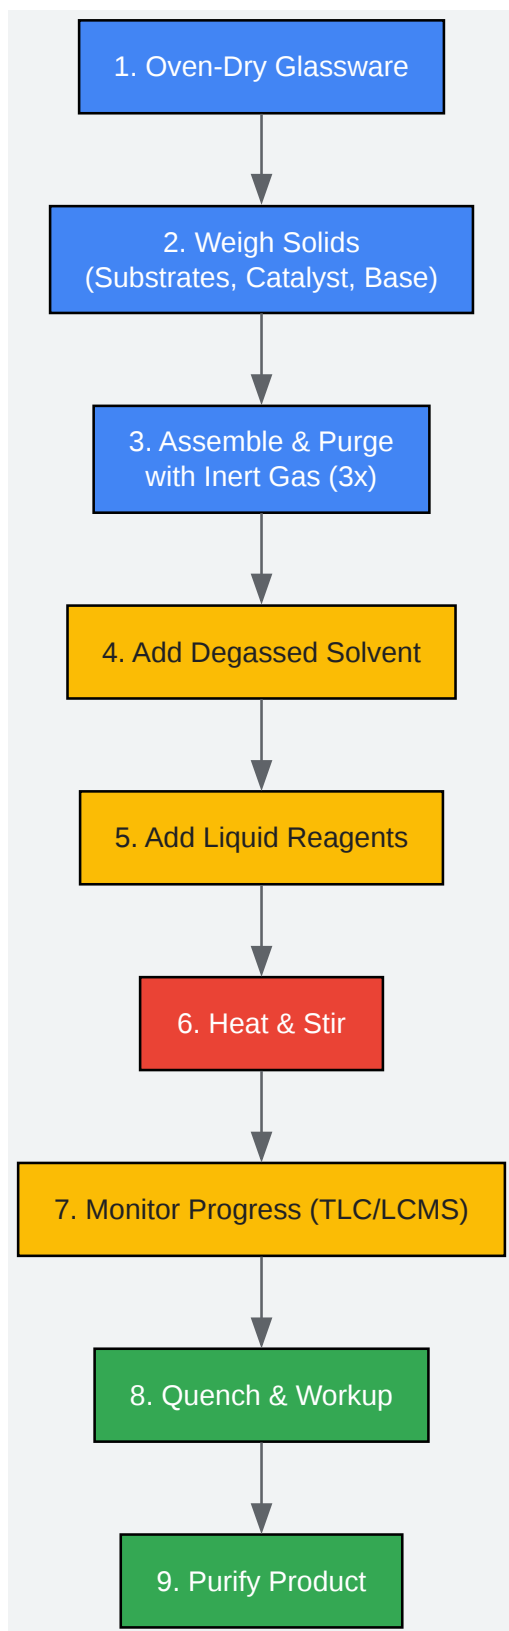 1. Oven-Dry Glassware
2. Weigh Solids
(Substrates, Catalyst, Base)
3. Assemble & Purge
with Inert Gas (3x)
4. Add Degassed Solvent
5. Add Liquid Reagents
6. Heat & Stir
7. Monitor Progress (TLC/LCMS)
8. Quench & Workup
9. Purify Product